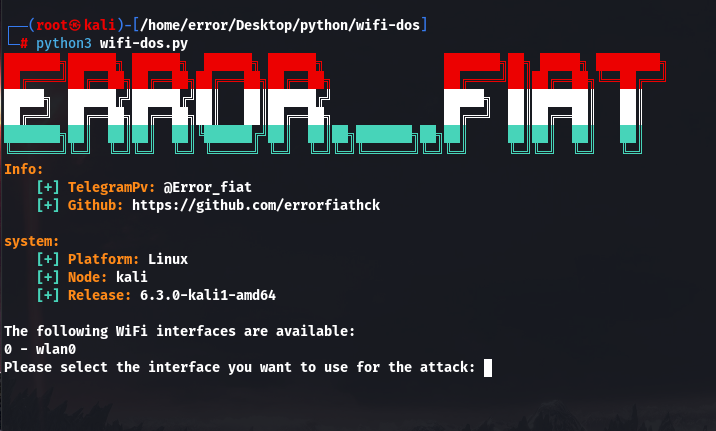 ┌──(root㉿kali)-[/home/error/Desktop/python/wifi-dos]
└─# python3 wifi-dos.py
ERROR_._FIAT
Info:
[+] TelegramPv: @Error_fiat
[+] Github: https://github.com/errorfiathck
system:
[+] Platform: Linux
[+] Node: kali
[+] Release: 6.3.0-kali1-amd64
The following WiFi interfaces are available:
0 - wlan0
Please select the interface you want to use for the attack: